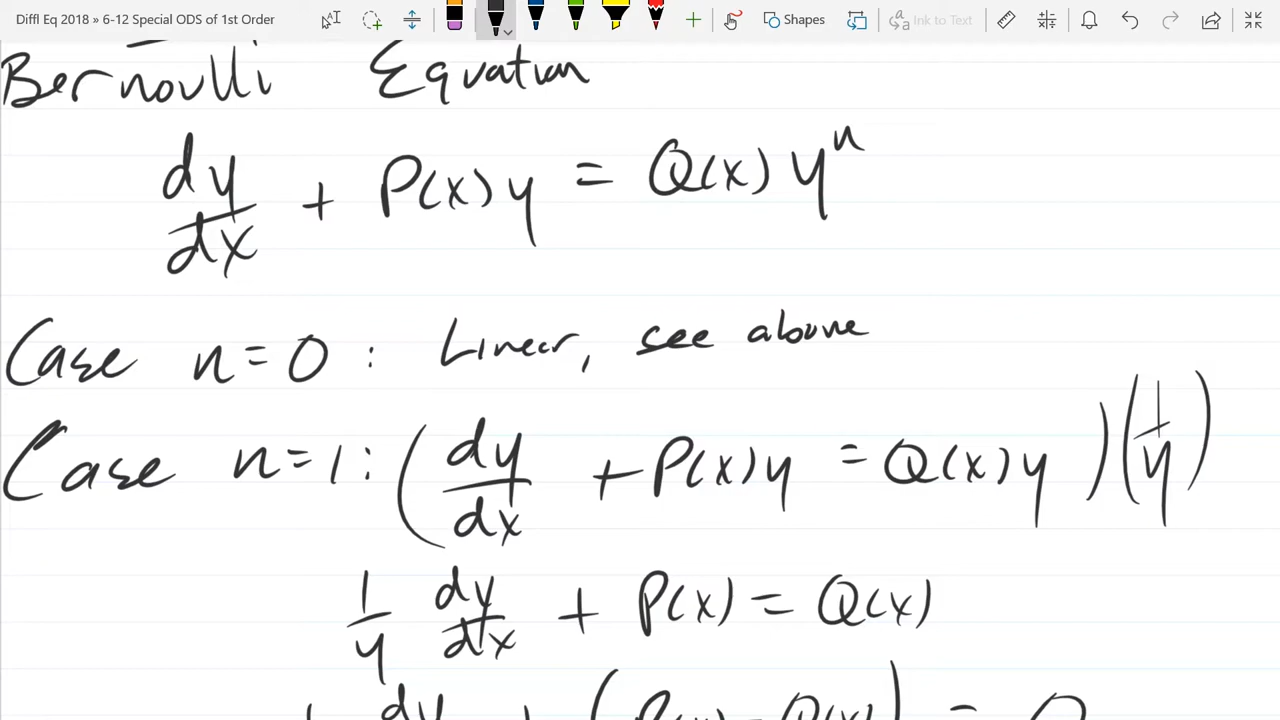 Diffl Eq 2018 » 6-12 Special ODS of 1st Order
Shapes
Ink to Text
Bernoulli Equation
dy/dx + P(x)y = Q(x)y^n
Case n=0: Linear, see above
Case n=1: (dy/dx + P(x)y = Q(x)y)(1/y)
1/y dy/dx + P(x) = Q(x)